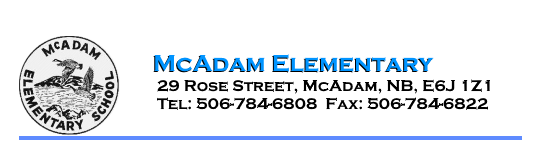 McADAM
ELEMENTARY SCHOOL
McAdam Elementary
29 Rose Street, McAdam, NB, E6J 1Z1
Tel: 506-784-6808 Fax: 506-784-6822